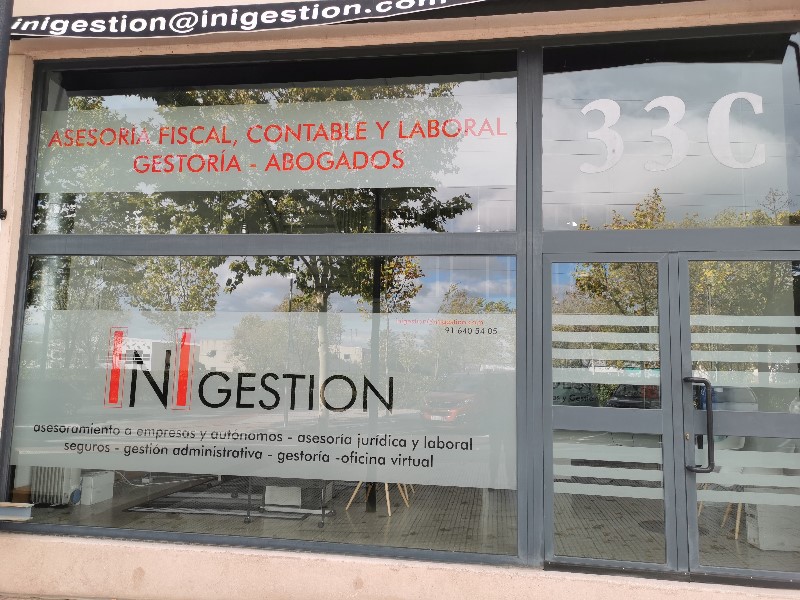 inigestion@inigestion.com
ASESORÍA FISCAL, CONTABLE Y LABORAL
GESTORÍA - ABOGADOS
33C
91 640 54 05
INIGESTION
asesoramiento a empresas y autonomos - asesoría jurídica y laboral
seguros - gestión administrativa - gestoría -oficina virtual